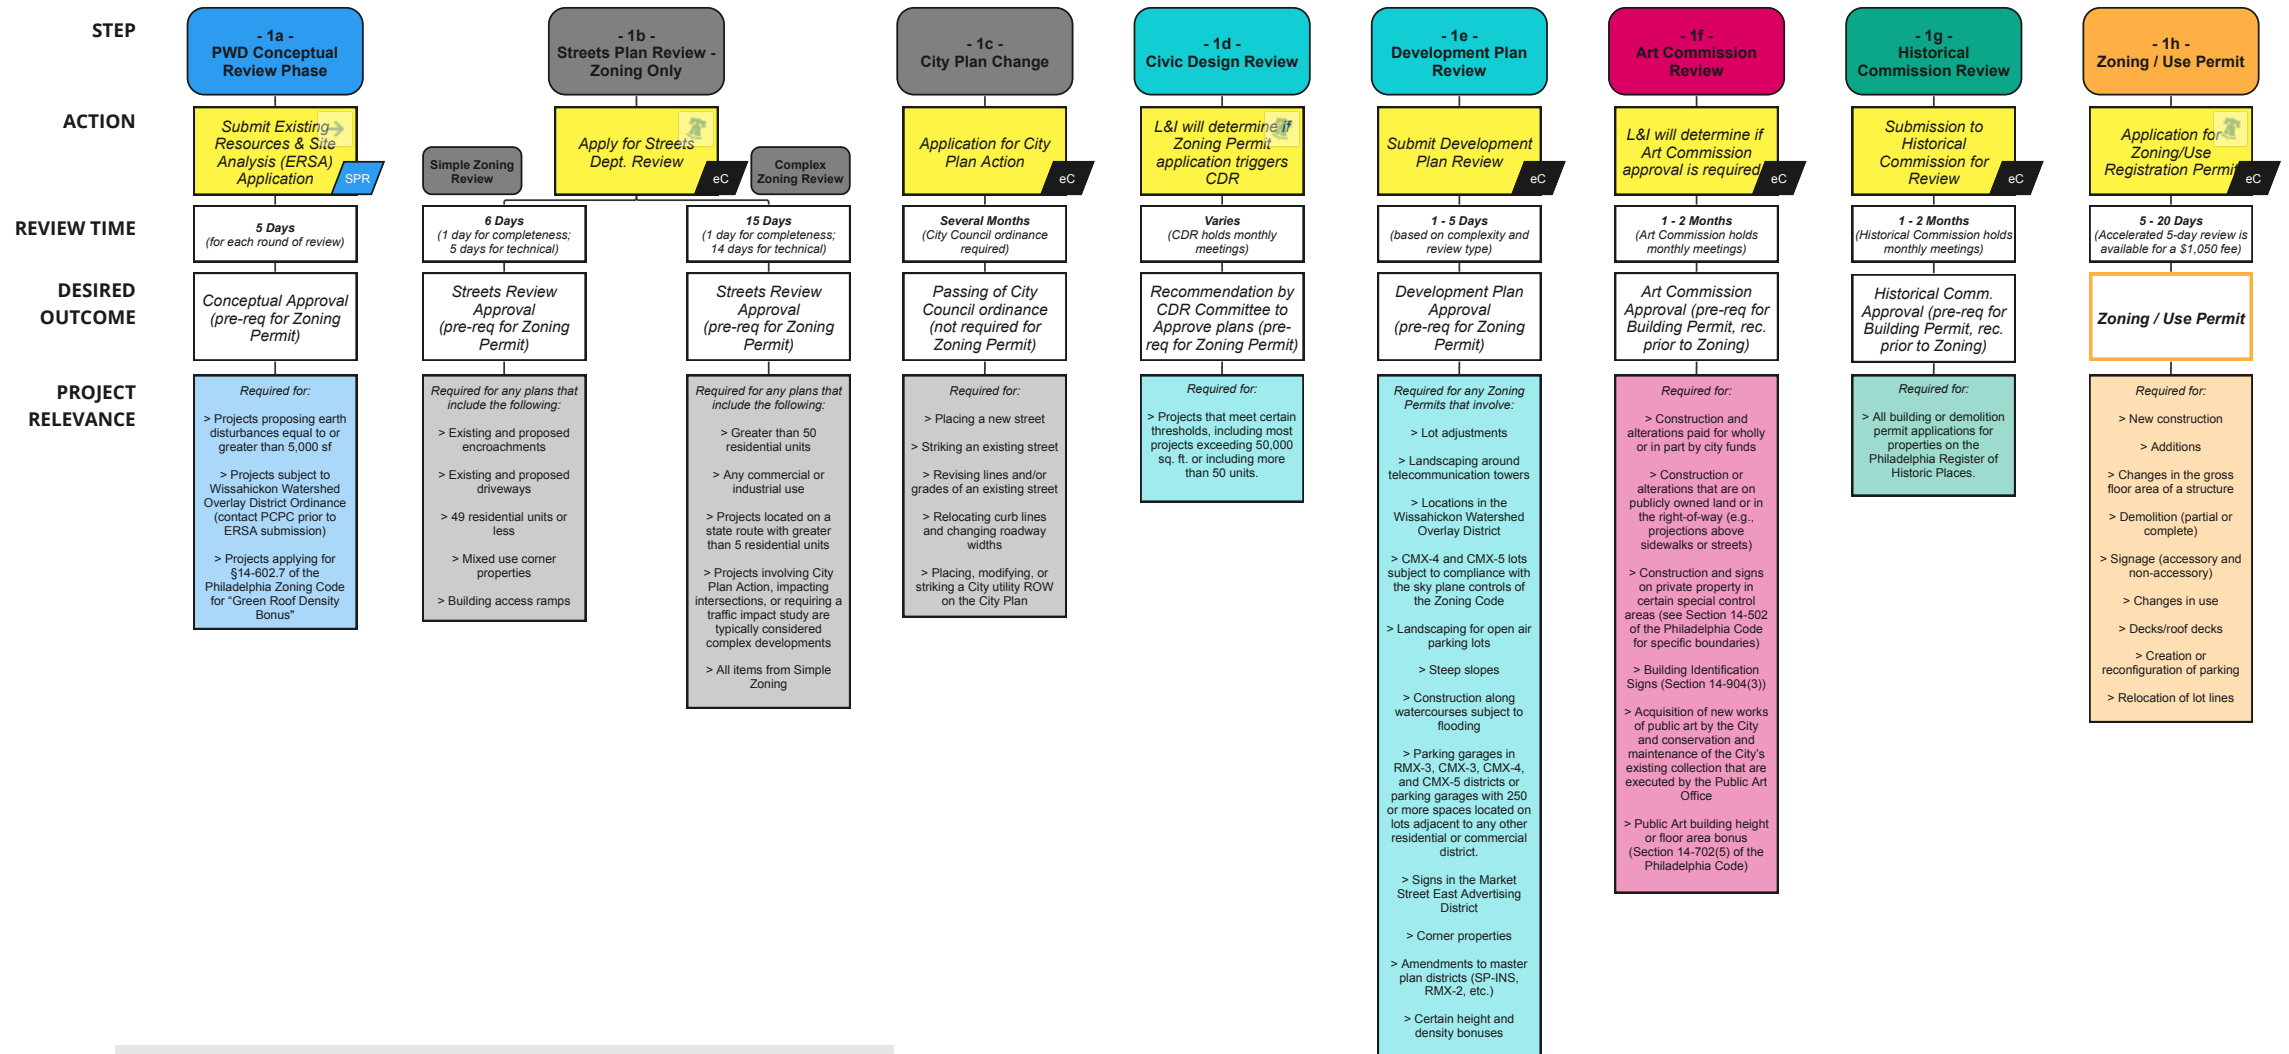 STEP
- 1a -
PWD Conceptual
Review Phase
- 1b -
Streets Plan Review -
Zoning Only
- 1c -
City Plan Change
- 1d -
Civic Design Review
- 1e -
Development Plan
Review
- 1f -
Art Commission
Review
- 1g -
Historical
Commission Review
- 1h -
Zoning / Use Permit
ACTION
Submit Existing
Resources & Site
Analysis (ERSA)
Application
SPR
Simple Zoning
Review
Apply for Streets
Dept. Review
eC
Complex
Zoning Review
Application for City
Plan Action
eC
L&I will determine if
Zoning Permit
application triggers
CDR
Submit Development
Plan Review
eC
L&I will determine if
Art Commission
approval is required
eC
Submission to
Historical
Commission for
Review
eC
Application for
Zoning/Use
Registration Permit
eC
REVIEW TIME
5 Days
(for each round of review)
6 Days
(1 day for completeness;
5 days for technical)
15 Days
(1 day for completeness;
14 days for technical)
Several Months
(City Council ordinance
required)
Varies
(CDR holds monthly
meetings)
1 - 5 Days
(based on complexity and
review type)
1 - 2 Months
(Art Commission holds
monthly meetings)
1 - 2 Months
(Historical Commission holds
monthly meetings)
5 - 20 Days
(Accelerated 5-day review is
available for a $1,050 fee)
DESIRED
OUTCOME
Conceptual Approval
(pre-req for Zoning
Permit)
Streets Review
Approval
(pre-req for Zoning
Permit)
Streets Review
Approval
(pre-req for Zoning
Permit)
Passing of City
Council ordinance
(not required for
Zoning Permit)
Recommendation by
CDR Committee to
Approve plans (pre-
req for Zoning Permit)
Development Plan
Approval
(pre-req for Zoning
Permit)
Art Commission
Approval (pre-req for
Building Permit, rec.
prior to Zoning)
Historical Comm.
Approval (pre-req for
Building Permit, rec.
prior to Zoning)
Zoning / Use Permit
PROJECT
RELEVANCE
Required for:
> Projects proposing earth
disturbances equal to or
greater than 5,000 sf
> Projects subject to
Wissahickon Watershed
Overlay District Ordinance
(contact PCPC prior to
ERSA submission)
> Projects applying for
§14-602.7 of the
Philadelphia Zoning Code
for “Green Roof Density
Bonus"
Required for any plans that
include the following:
> Existing and proposed
encroachments
> Existing and proposed
driveways
> 49 residential units or
less
> Mixed use corner
properties
> Building access ramps
Required for any plans that
include the following:
> Greater than 50
residential units
> Any commercial or
industrial use
> Projects located on a
state route with greater
than 5 residential units
> Projects involving City
Plan Action, impacting
intersections, or requiring a
traffic impact study are
typically considered
complex developments
> All items from Simple
Zoning
Required for:
> Placing a new street
> Striking an existing street
> Revising lines and/or
grades of an existing street
> Relocating curb lines
and changing roadway
widths
> Placing, modifying, or
striking a City utility ROW
on the City Plan
Required for:
> Projects that meet certain
thresholds, including most
projects exceeding 50,000
sq. ft. or including more
than 50 units.
Required for any Zoning
Permits that involve:
> Lot adjustments
> Landscaping around
telecommunication towers
> Locations in the
Wissahickon Watershed
Overlay District
> CMX-4 and CMX-5 lots
subject to compliance with
the sky plane controls of
the Zoning Code
> Landscaping for open air
parking lots
> Steep slopes
> Construction along
watercourses subject to
flooding
> Parking garages in
RMX-3, CMX-3, CMX-4,
and CMX-5 districts or
parking garages with 250
or more spaces located on
lots adjacent to any other
residential or commercial
district.
> Signs in the Market
Street East Advertising
District
> Corner properties
> Amendments to master
plan districts (SP-INS,
RMX-2, etc.)
> Certain height and
density bonuses
Required for:
> Construction and
alterations paid for wholly
or in part by city funds
> Construction or
alterations that are on
publicly owned land or in
the right-of-way (e.g.,
projections above
sidewalks or streets)
> Construction and signs
on private property in
certain special control
areas (see Section 14-502
of the Philadelphia Code
for specific boundaries)
> Building Identification
Signs (Section 14-904(3))
> Acquisition of new works
of public art by the City
and conservation and
maintenance of the City's
existing collection that are
executed by the Public Art
Office
> Public Art building height
or floor area bonus
(Section 14-702(5) of the
Philadelphia Code)
Required for:
> All building or demolition
permit applications for
properties on the
Philadelphia Register of
Historic Places.
Required for:
> New construction
> Additions
> Changes in the gross
floor area of a structure
> Demolition (partial or
complete)
> Signage (accessory and
non-accessory)
> Changes in use
> Decks/roof decks
> Creation or
reconfiguration of parking
> Relocation of lot lines